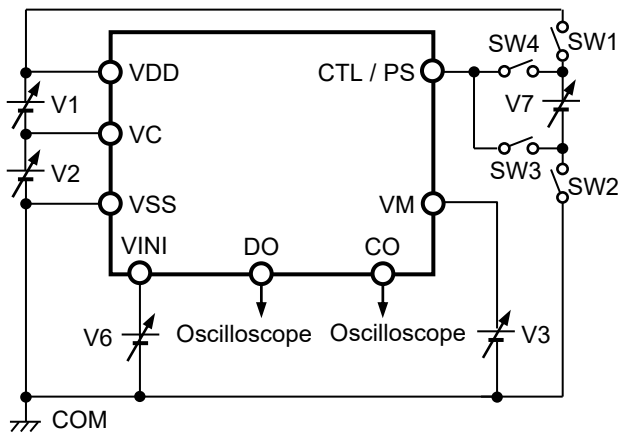 SW1
SW4
VDD
CTL / PS
V1
V7
VC
V2
SW3
SW2
VSS
VM
VINI
DO
CO
V6
Oscilloscope
Oscilloscope
V3
COM